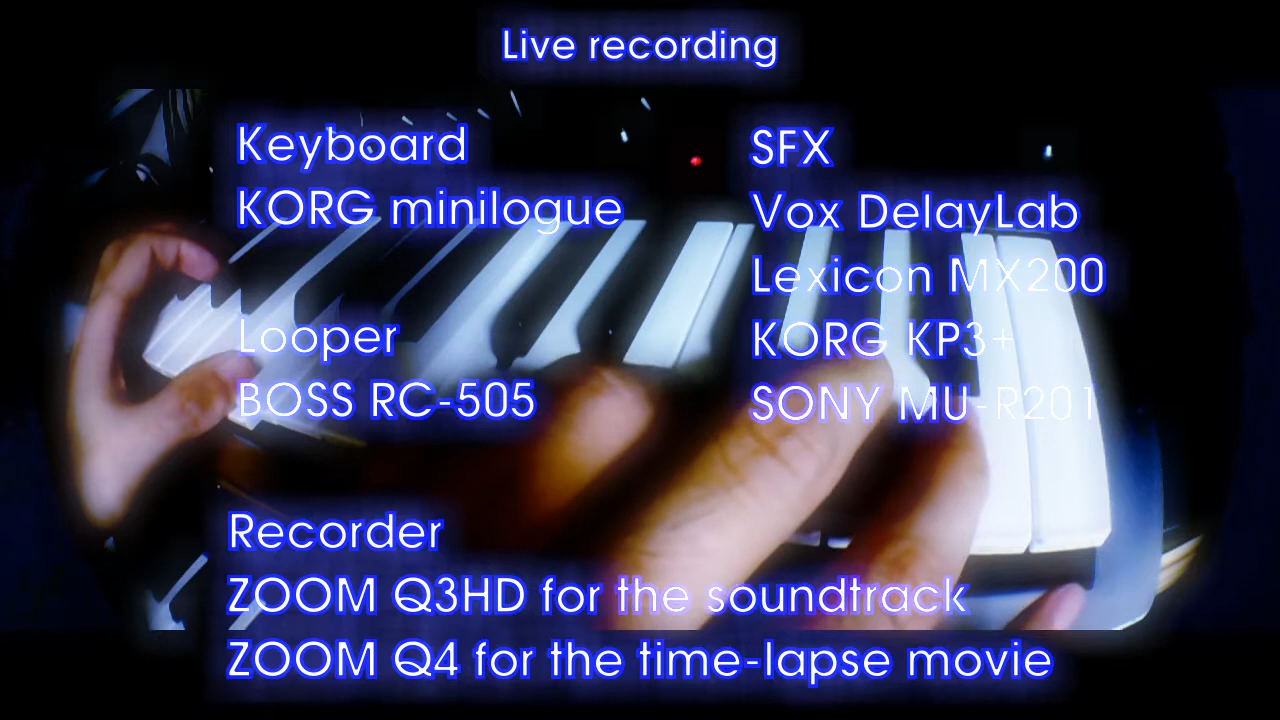 Live recording
Keyboard
KORG minilogue
Looper
BOSS RC-505
SFX
Vox DelayLab
Lexicon MX200
KORG KP3+
SONY MU-R201
Recorder
ZOOM Q3HD for the soundtrack
ZOOM Q4 for the time-lapse movie